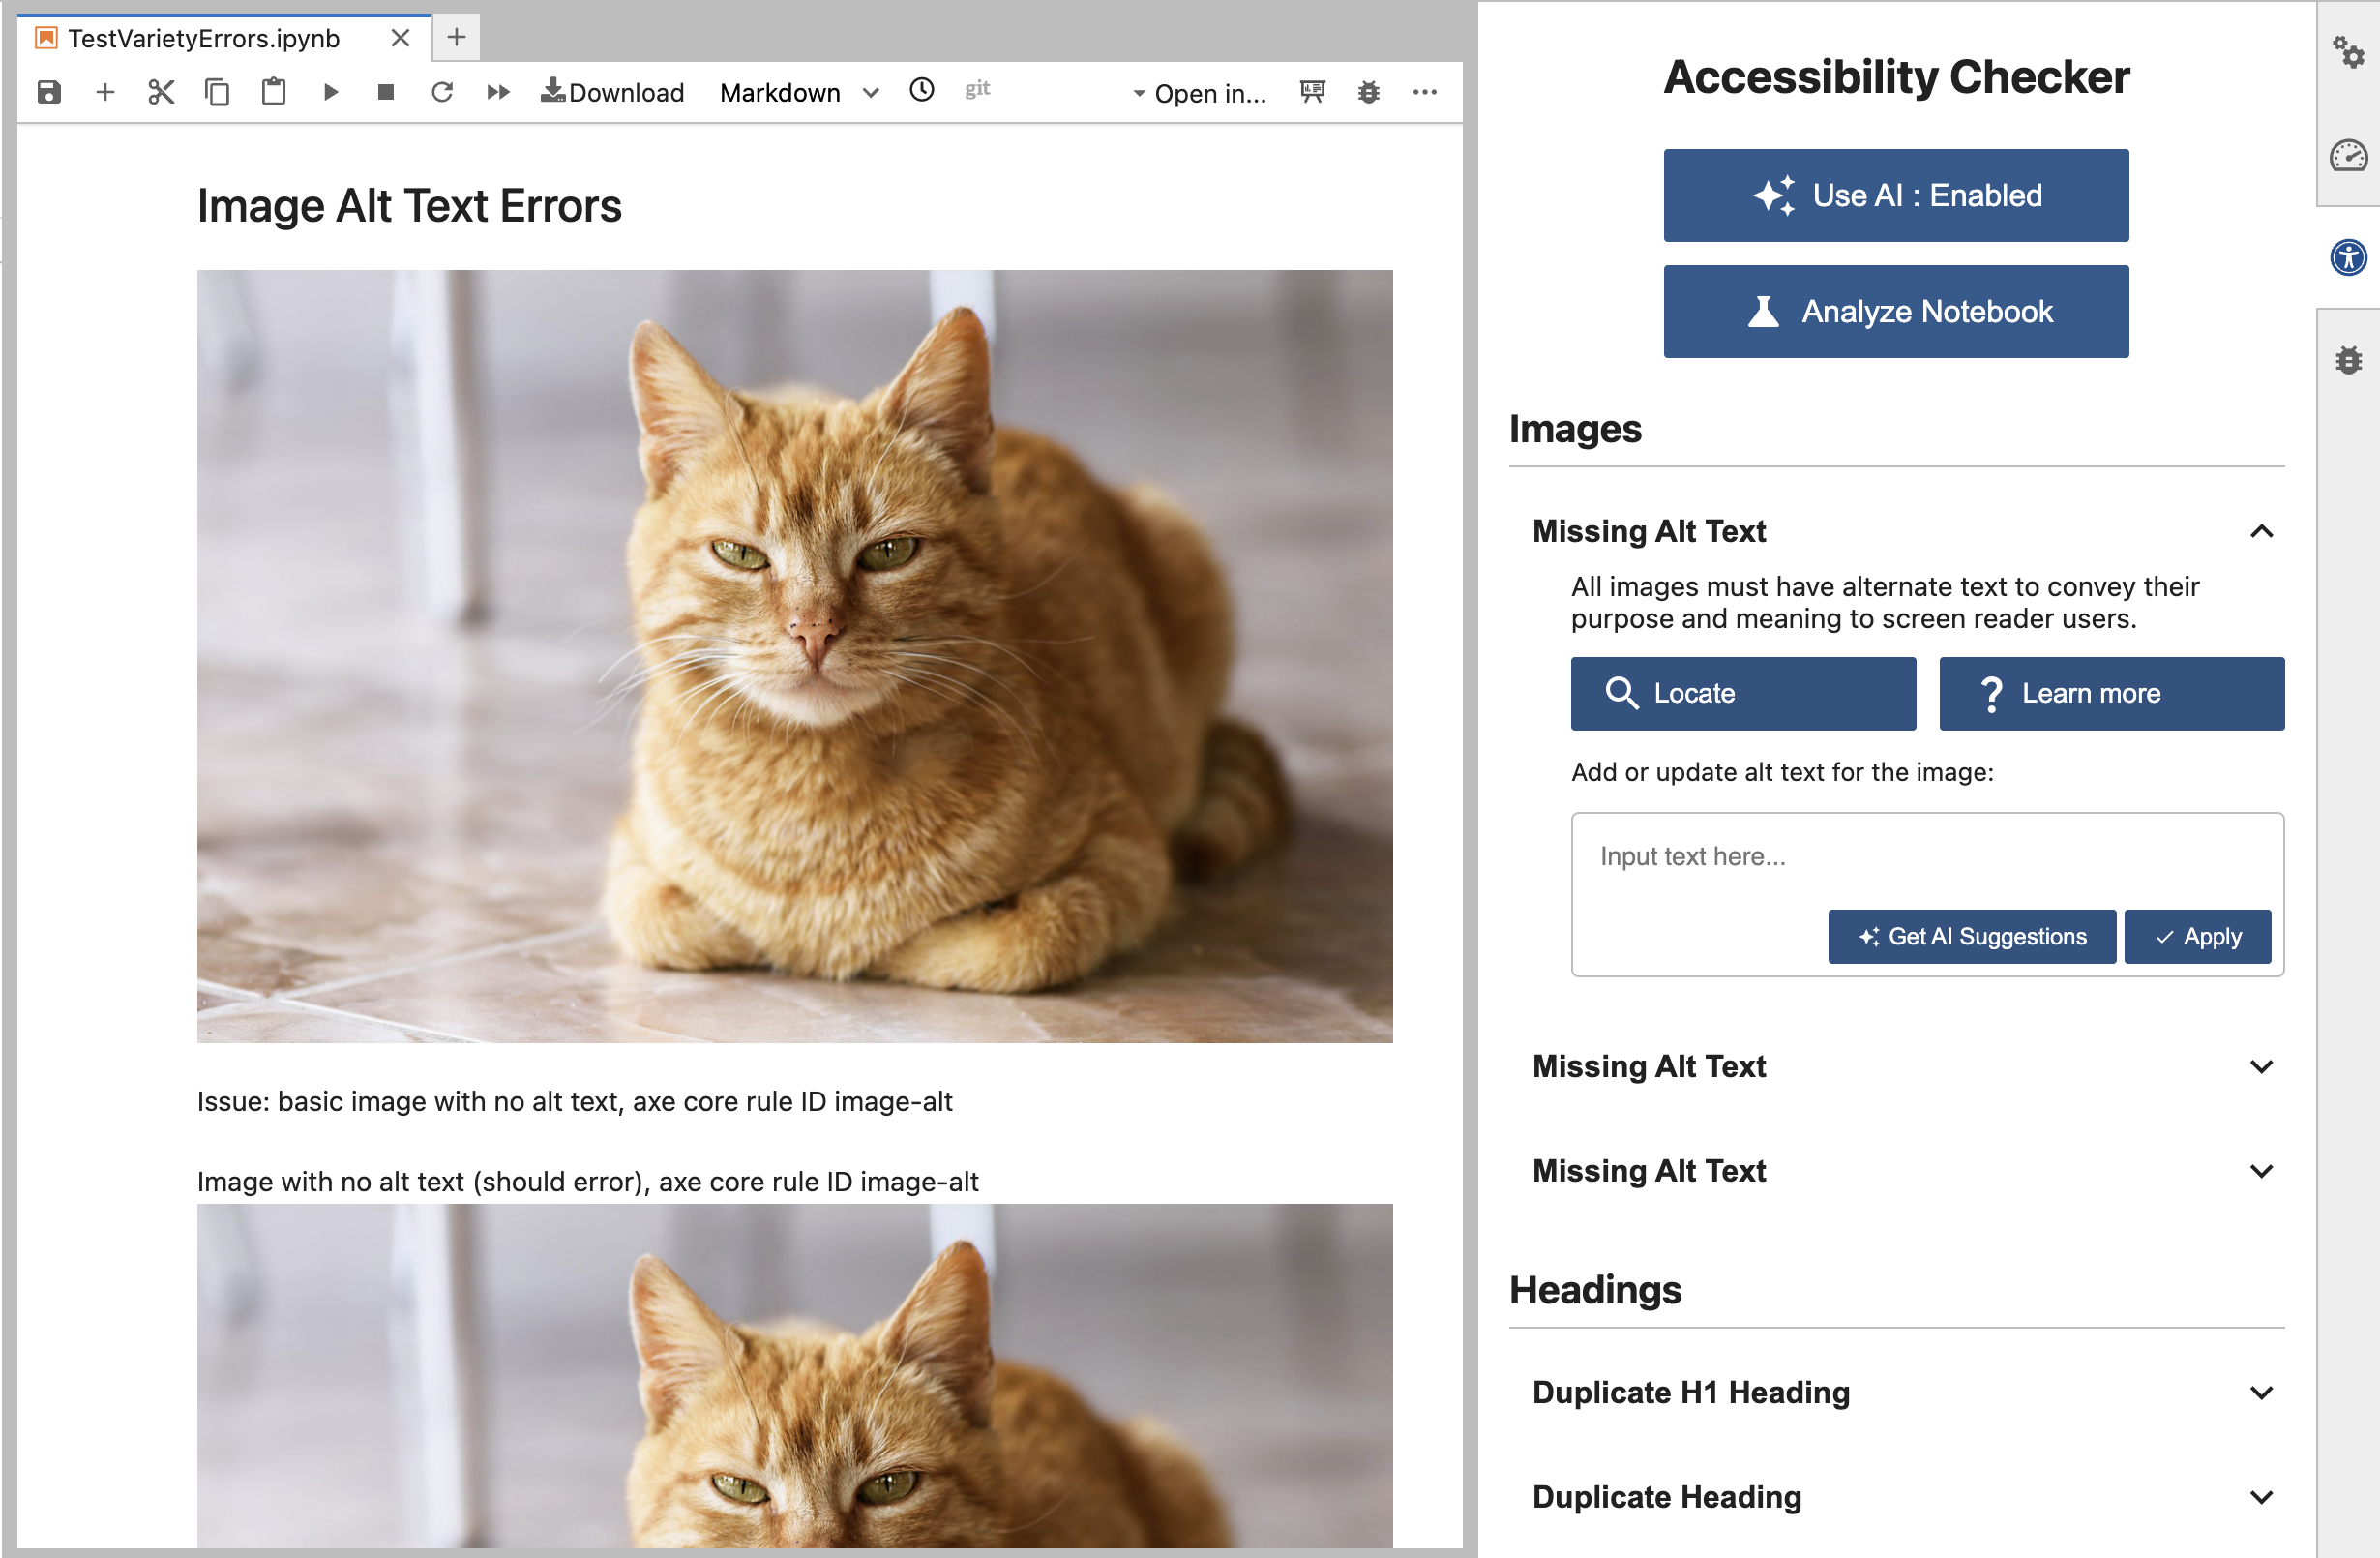 TestVarietyErrors.ipynb
Download
Markdown
git
Open in...
Image Alt Text Errors
Issue: basic image with no alt text, axe core rule ID image-alt
Image with no alt text (should error), axe core rule ID image-alt
Accessibility Checker
Use AI : Enabled
Analyze Notebook
Images
Missing Alt Text
All images must have alternate text to convey their
purpose and meaning to screen reader users.
Locate
? Learn more
Add or update alt text for the image:
Input text here...
Get AI Suggestions
Apply
Missing Alt Text
Missing Alt Text
Headings
Duplicate H1 Heading
Duplicate Heading